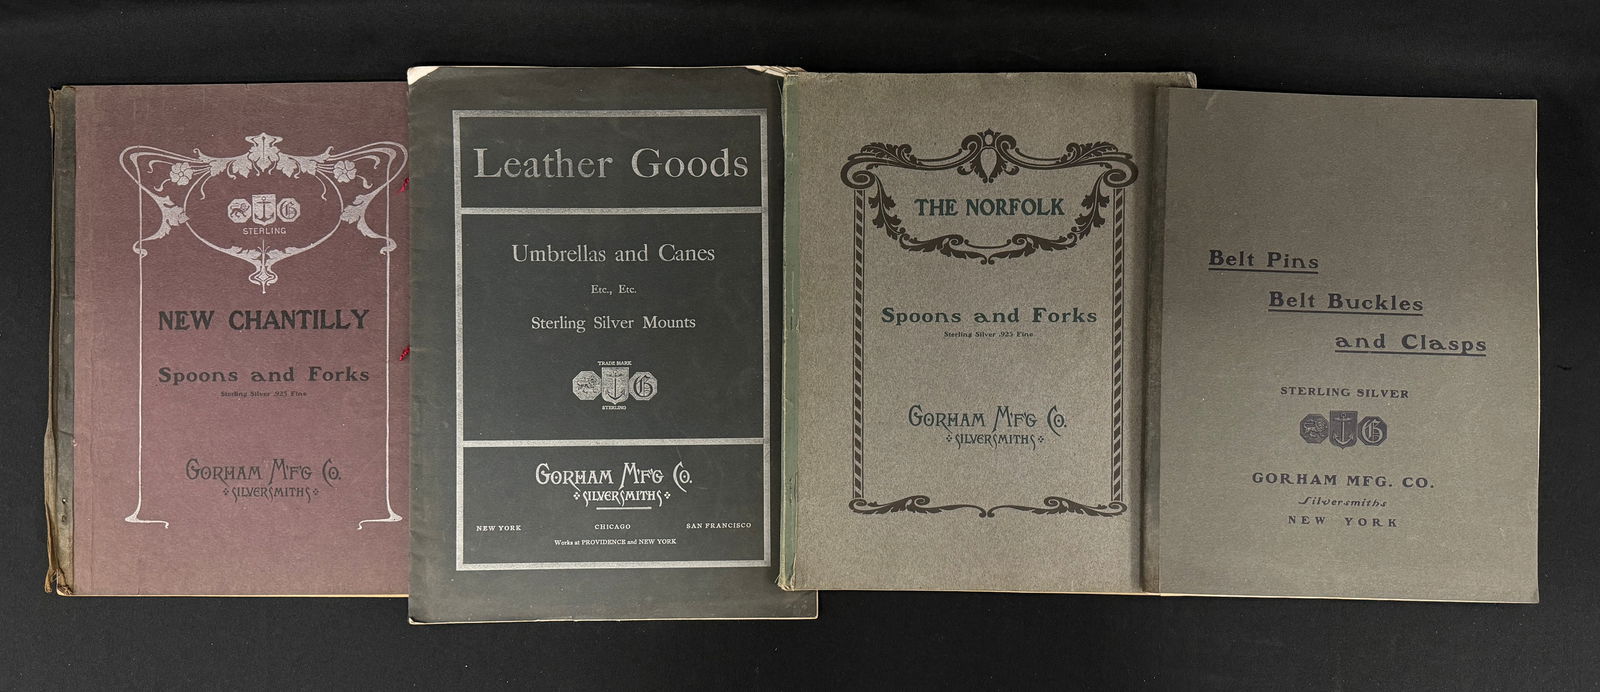 STERLING
NEW CHANTILLY
Spoons and Forks
Sterling Silver .925 Fine
GORHAM M'F'G CO.
SILVERSMITHS
Leather Goods
Umbrellas and Canes
Etc., Etc.
Sterling Silver Mounts
TRADE MARK
G
STERLING
GORHAM M'F'G CO.
SILVERSMITHS
NEW YORK CHICAGO SAN FRANCISCO
Works at PROVIDENCE and NEW YORK
THE NORFOLK
Spoons and Forks
Sterling Silver .925 Fine
GORHAM M'F'G CO.
SILVERSMITHS
Belt Pins
Belt Buckles
and Clasps
STERLING SILVER
G
GORHAM MFG. CO.
Silversmiths
NEW YORK